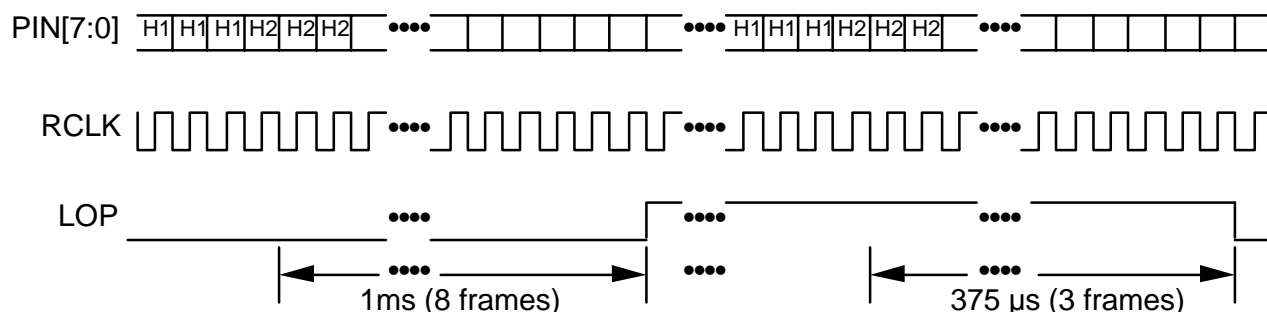 PIN[7:0] H1 H1 H1 H2 H2 H2 •••• •••• H1 H1 H1 H2 H2 H2 ••••
RCLK •••• •••• ••••
LOP •••• •••• ••••
•••• •••• ••••
1ms (8 frames) 375 µs (3 frames)